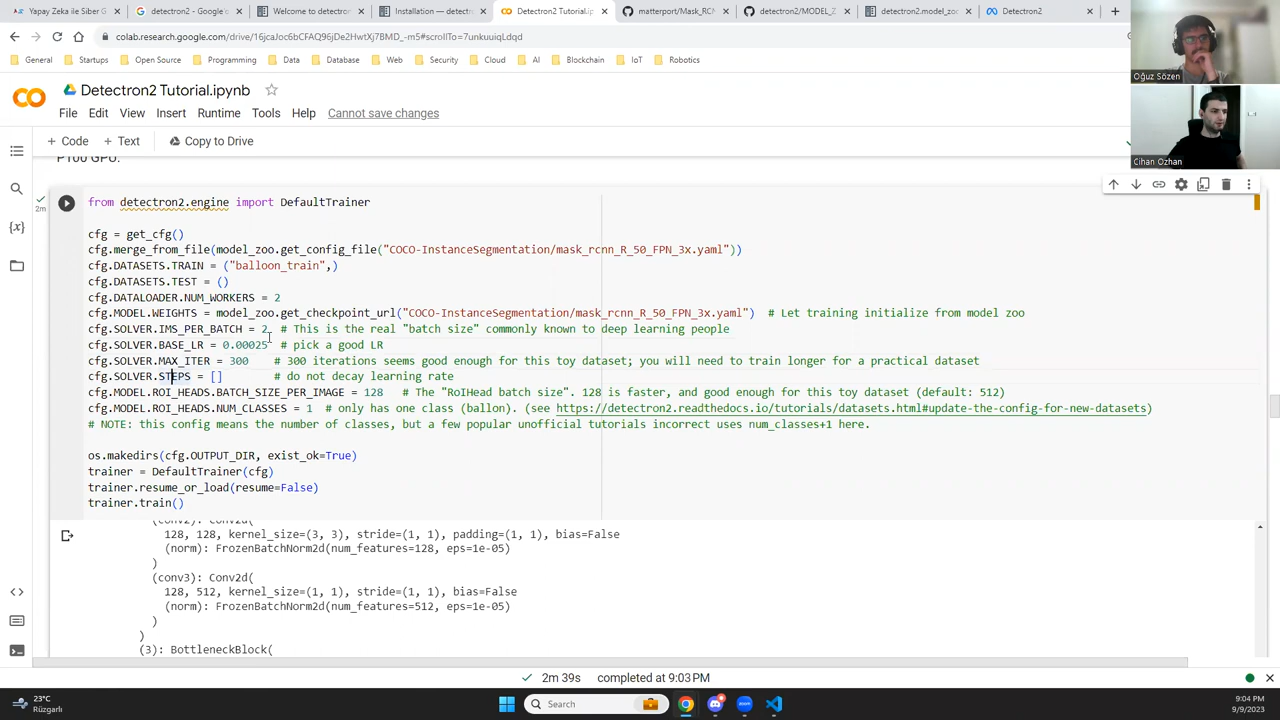 Yapay Zeka ile Sanal Gi
detectron2 - Google'd
Welcome to detectron
Installation — detectro
Detectron2 Tutorial.ip
matterport/Mask_RCN
detectron2/MODEL_Z
detectron2.model_zoo
Detectron2
colab.research.google.com/drive/16jcaJoc6bCFAQ96jDe2HwtXj7BMD_-m5#scrollTo=7unkuuiqLdqd
General
Startups
Open Source
Programming
Data
Database
Web
Security
Cloud
AI
Blockchain
IoT
Robotics
Oğuz Sözen
Cihan Ozhan
Detectron2 Tutorial.ipynb
File Edit View Insert Runtime Tools Help Cannot save changes
+ Code + Text Copy to Drive
P100 GPU.
2m
from detectron2.engine import DefaultTrainer
cfg = get_cfg()
cfg.merge_from_file(model_zoo.get_config_file("COCO-InstanceSegmentation/mask_rcnn_R_50_FPN_3x.yaml"))
cfg.DATASETS.TRAIN = ("balloon_train",)
cfg.DATASETS.TEST = ()
cfg.DATALOADER.NUM_WORKERS = 2
cfg.MODEL.WEIGHTS = model_zoo.get_checkpoint_url("COCO-InstanceSegmentation/mask_rcnn_R_50_FPN_3x.yaml")  # Let training initialize from model zoo
cfg.SOLVER.IMS_PER_BATCH = 2  # This is the real "batch size" commonly known to deep learning people
cfg.SOLVER.BASE_LR = 0.00025  # pick a good LR
cfg.SOLVER.MAX_ITER = 300    # 300 iterations seems good enough for this toy dataset; you will need to train longer for a practical dataset
cfg.SOLVER.STEPS = []        # do not decay learning rate
cfg.MODEL.ROI_HEADS.BATCH_SIZE_PER_IMAGE = 128   # The "RoIHead batch size". 128 is faster, and good enough for this toy dataset (default: 512)
cfg.MODEL.ROI_HEADS.NUM_CLASSES = 1  # only has one class (ballon). (see https://detectron2.readthedocs.io/tutorials/datasets.html#update-the-config-for-new-datasets)
# NOTE: this config means the number of classes, but a few popular unofficial tutorials incorrect uses num_classes+1 here.
os.makedirs(cfg.OUTPUT_DIR, exist_ok=True)
trainer = DefaultTrainer(cfg)
trainer.resume_or_load(resume=False)
trainer.train()
(conv2): Conv2d(
128, 128, kernel_size=(3, 3), stride=(1, 1), padding=(1, 1), bias=False
(norm): FrozenBatchNorm2d(num_features=128, eps=1e-05)
)
(conv3): Conv2d(
128, 512, kernel_size=(1, 1), stride=(1, 1), bias=False
(norm): FrozenBatchNorm2d(num_features=512, eps=1e-05)
)
)
(3): BottleneckBlock(
2m 39s completed at 9:03 PM
23°C
Rüzgarlı
Search
9:04 PM
9/9/2023